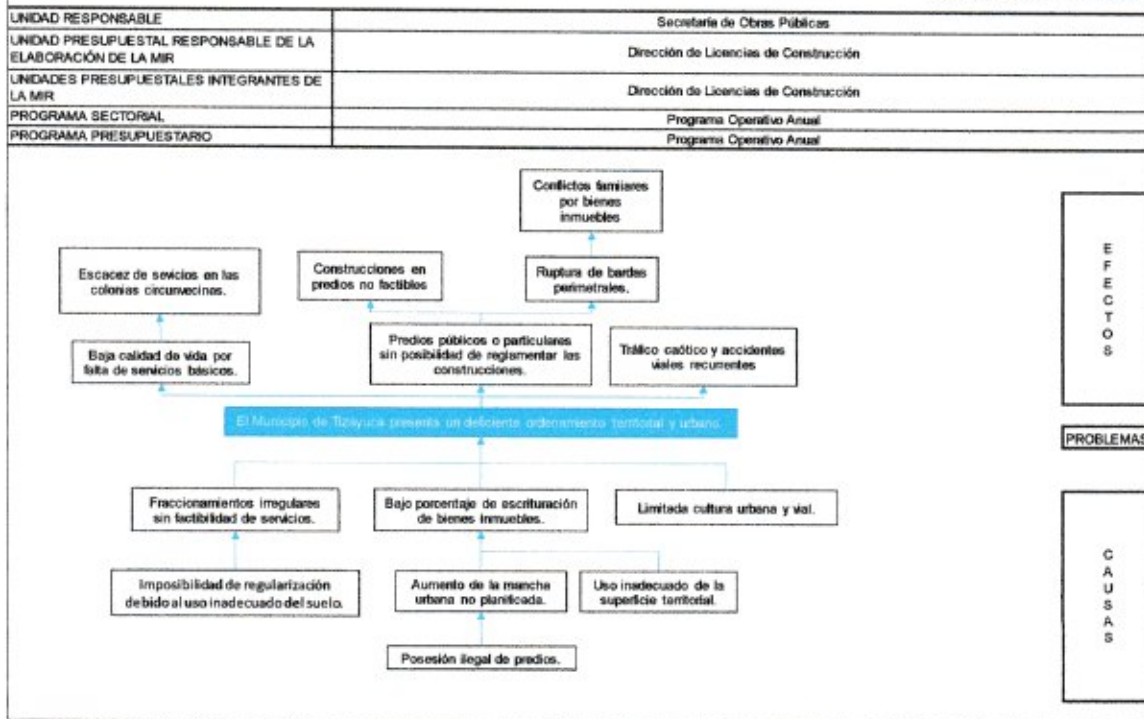 UNIDAD RESPONSABLE
Secretaría de Obras Públicas
UNIDAD PRESUPUESTAL RESPONSABLE DE LA
ELABORACIÓN DE LA MIR
Dirección de Licencias de Construcción
UNIDADES PRESUPUESTALES INTEGRANTES DE
LA MIR
Dirección de Licencias de Construcción
PROGRAMA SECTORIAL
Programa Operativo Anual
PROGRAMA PRESUPUESTARIO
Programa Operativo Anual
Conflictos familiares
por bienes
inmuebles
Escacez de sevicios en las
colonias circunvecinas.
Construcciones en
predios no factibles
Ruptura de bardas
perimetrales.
Baja calidad de vida por
falta de servicios básicos.
Predios públicos o particulares
sin posibilidad de reglamentar las
construcciones.
Tráfico caótico y accidentes
viales recurrentes
EFECTOS
El Municipio de Tizayuca presenta un deficiente ordenamiento territorial y urbano.
PROBLEMAS
Fraccionamientos irregulares
sin factibilidad de servicios.
Bajo porcentaje de escrituración
de bienes inmuebles.
Limitada cultura urbana y vial.
Imposibilidad de regularización
debido al uso inadecuado del suelo.
Aumento de la mancha
urbana no planificada.
Uso inadecuado de la
superficie territorial.
Posesión ilegal de predios.
CAUSAS